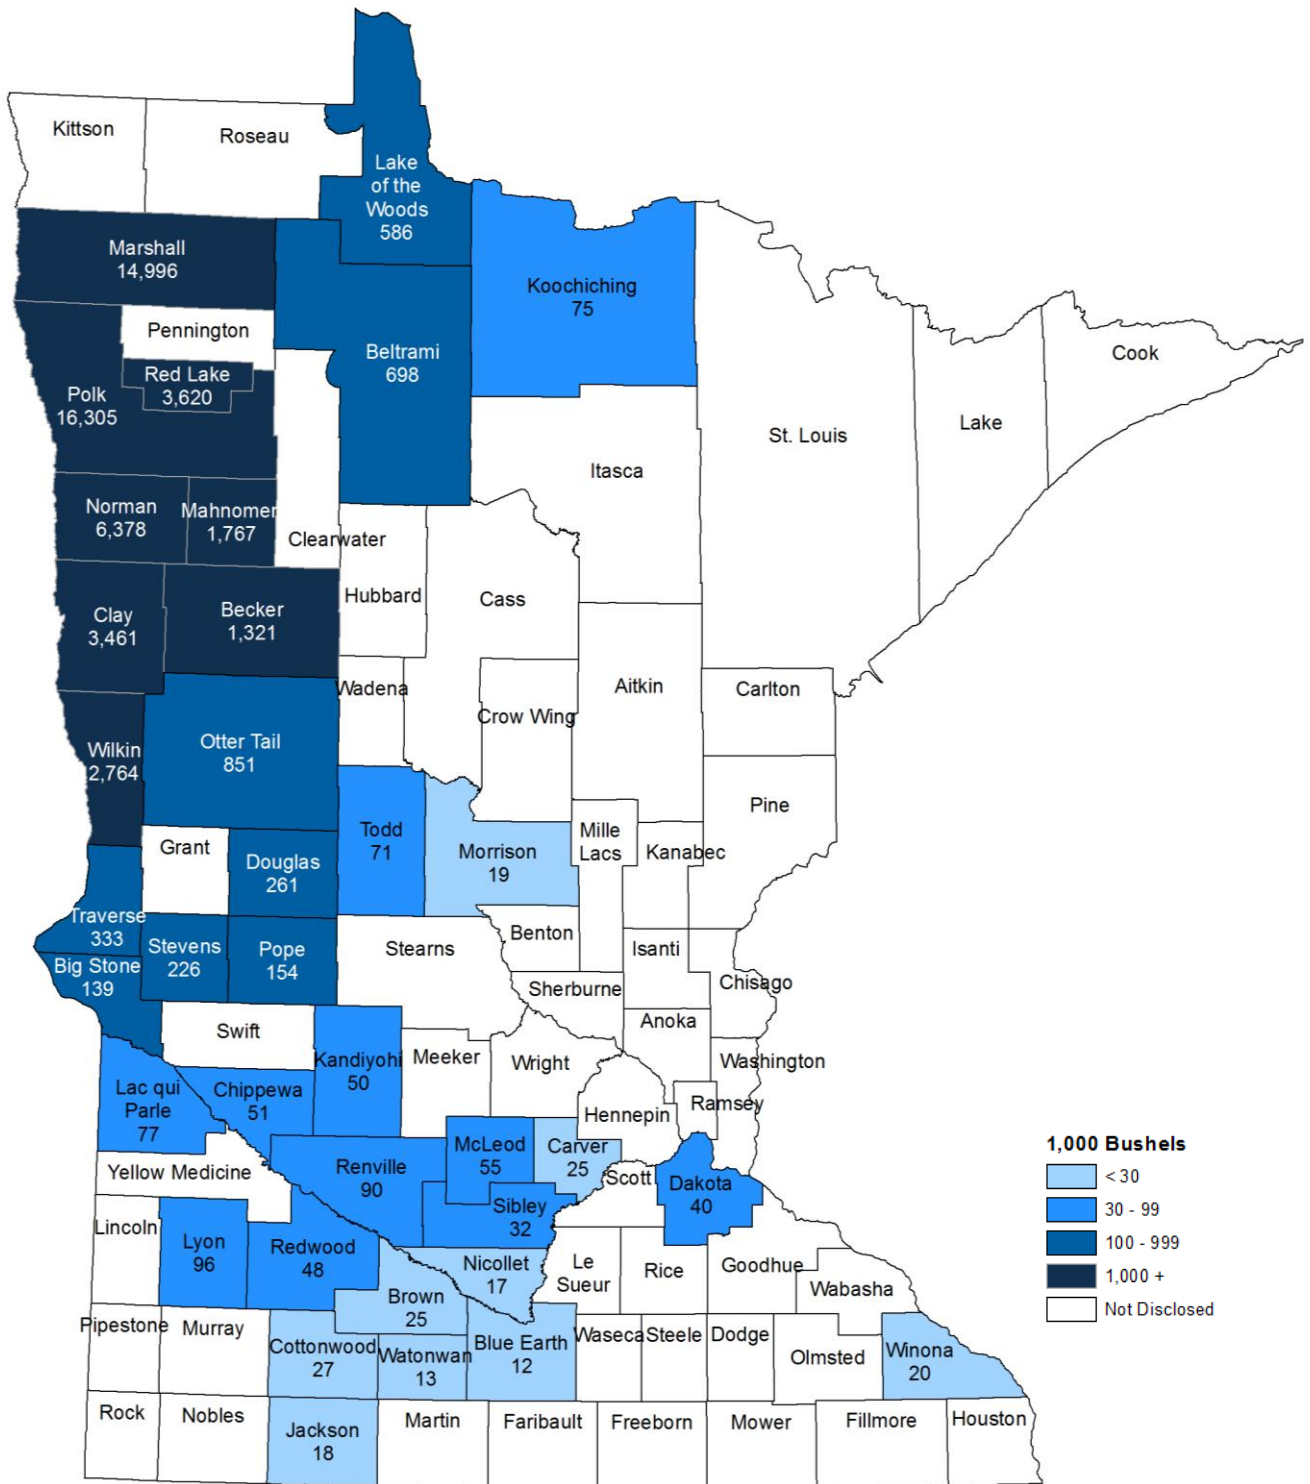 Kittson
Roseau
Lake
of the
Woods
586
Marshall
14,996
Koochiching
75
Pennington
Beltrami
698
Red Lake
3,620
Polk
16,305
Cook
Lake
St. Louis
Itasca
Norman
6,378
Mahnomen
1,767
Clearwater
Hubbard
Cass
Clay
3,461
Becker
1,321
Wadena
Aitkin
Carlton
Crow Wing
Otter Tail
851
Wilkin
2,764
Pine
Todd
71
Morrison
19
Mille
Lacs
Kanabec
Grant
Douglas
261
Traverse
333
Stevens
226
Pope
154
Stearns
Benton
Isanti
Big Stone
139
Sherburne
Chisago
Anoka
Swift
Kandiyohi
50
Meeker
Wright
Washington
Lac qui
Parle
77
Chippewa
51
Hennepin
Ramsey
McLeod
55
Carver
25
Yellow Medicine
Renville
90
Scott
Dakota
40
Sibley
32
Lincoln
Lyon
96
Redwood
48
Nicollet
17
Le
Sueur
Rice
Goodhue
Wabasha
Brown
25
Pipestone
Murray
Cottonwood
27
Watonwan
13
Blue Earth
12
Waseca
Steele
Dodge
Olmsted
Winona
20
Rock
Nobles
Jackson
18
Martin
Faribault
Freeborn
Mower
Fillmore
Houston
1,000 Bushels
< 30
30 - 99
100 - 999
1,000 +
Not Disclosed